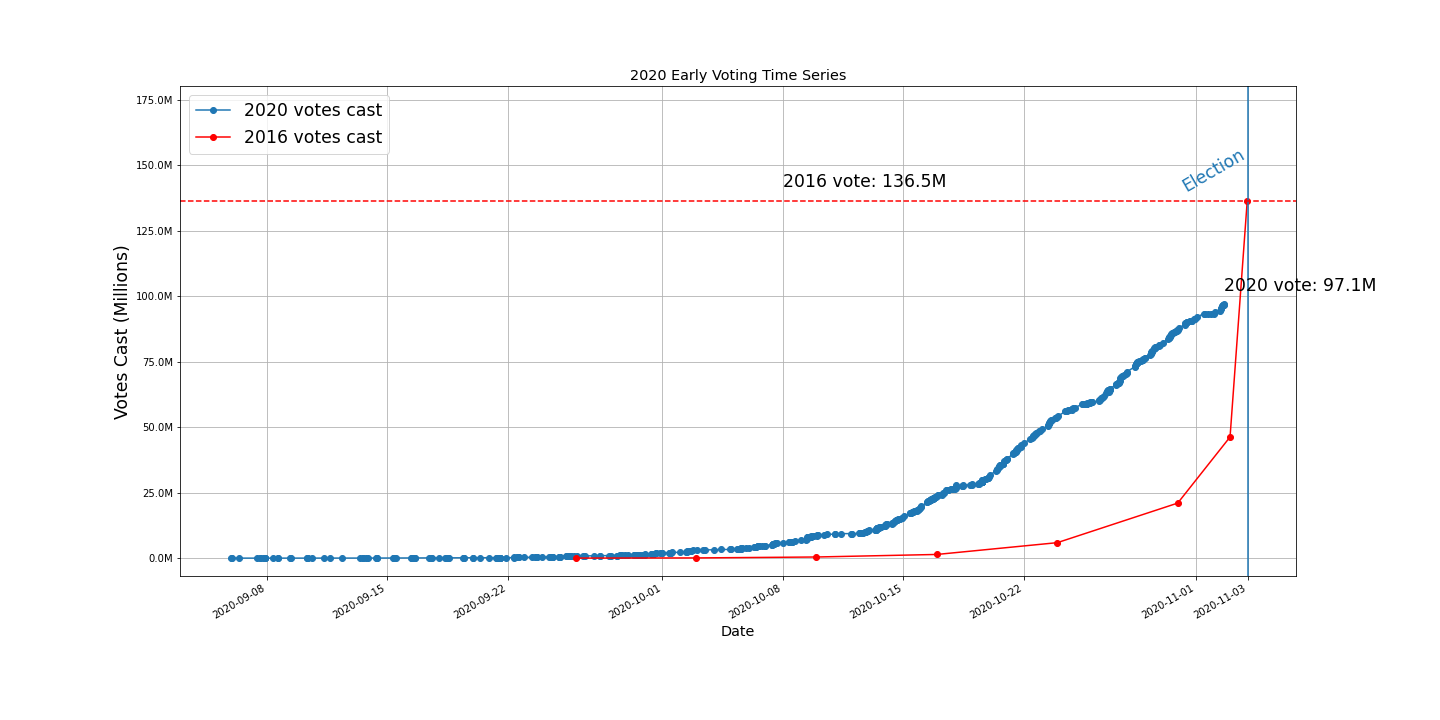 2020 Early Voting Time Series
175.0M
150.0M
125.0M
100.0M
75.0M
50.0M
25.0M
0.0M
Votes Cast (Millions)
2020 votes cast
2016 votes cast
2016 vote: 136.5M
Election
2020 vote: 97.1M
2020-09-08
2020-09-15
2020-09-22
2020-10-01
2020-10-08
2020-10-15
2020-10-22
2020-11-01
2020-11-03
Date